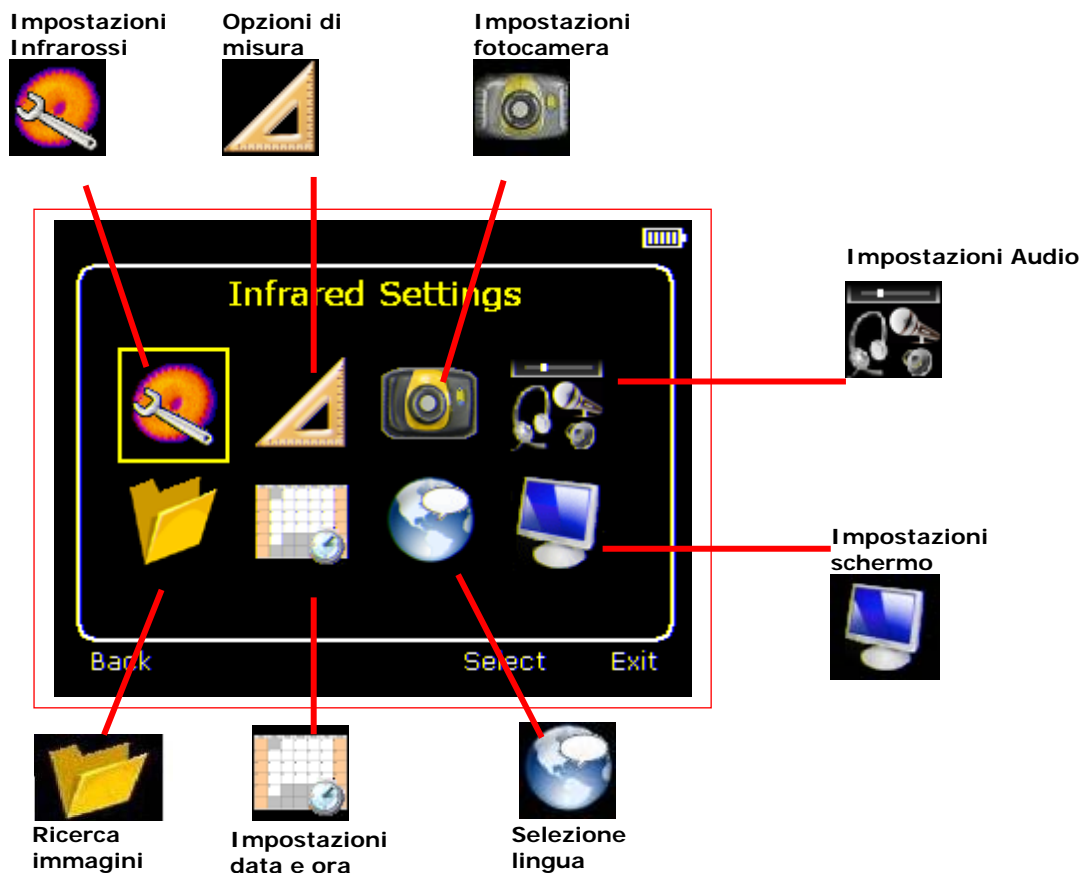 Impostazioni
Infrarossi
Opzioni di
misura
Impostazioni
fotocamera
Infrared Settings
Impostazioni Audio
Impostazioni
schermo
Back
Select
Exit
Ricerca
immagini
Impostazioni
data e ora
Selezione
lingua